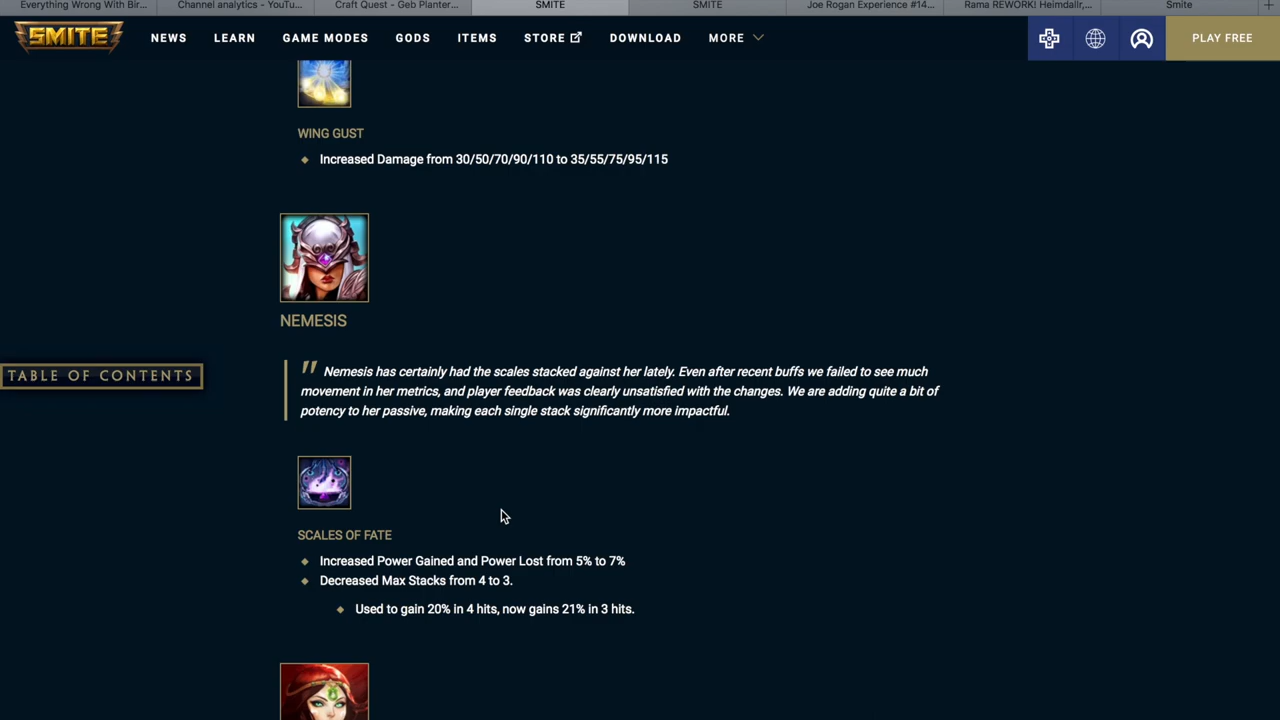 Everything Wrong With Bir... Channel analytics - YouTu... Craft Quest - Geb Planter... SMITE SMITE Joe Rogan Experience #14... Rama REWORK! Heimdallr,... Smite +
SMITE NEWS LEARN GAME MODES GODS ITEMS STORE DOWNLOAD MORE PLAY FREE
WING GUST
Increased Damage from 30/50/70/90/110 to 35/55/75/95/115
NEMESIS
TABLE OF CONTENTS
" Nemesis has certainly had the scales stacked against her lately. Even after recent buffs we failed to see much
movement in her metrics, and player feedback was clearly unsatisfied with the changes. We are adding quite a bit of
potency to her passive, making each single stack significantly more impactful.
SCALES OF FATE
Increased Power Gained and Power Lost from 5% to 7%
Decreased Max Stacks from 4 to 3.
Used to gain 20% in 4 hits, now gains 21% in 3 hits.